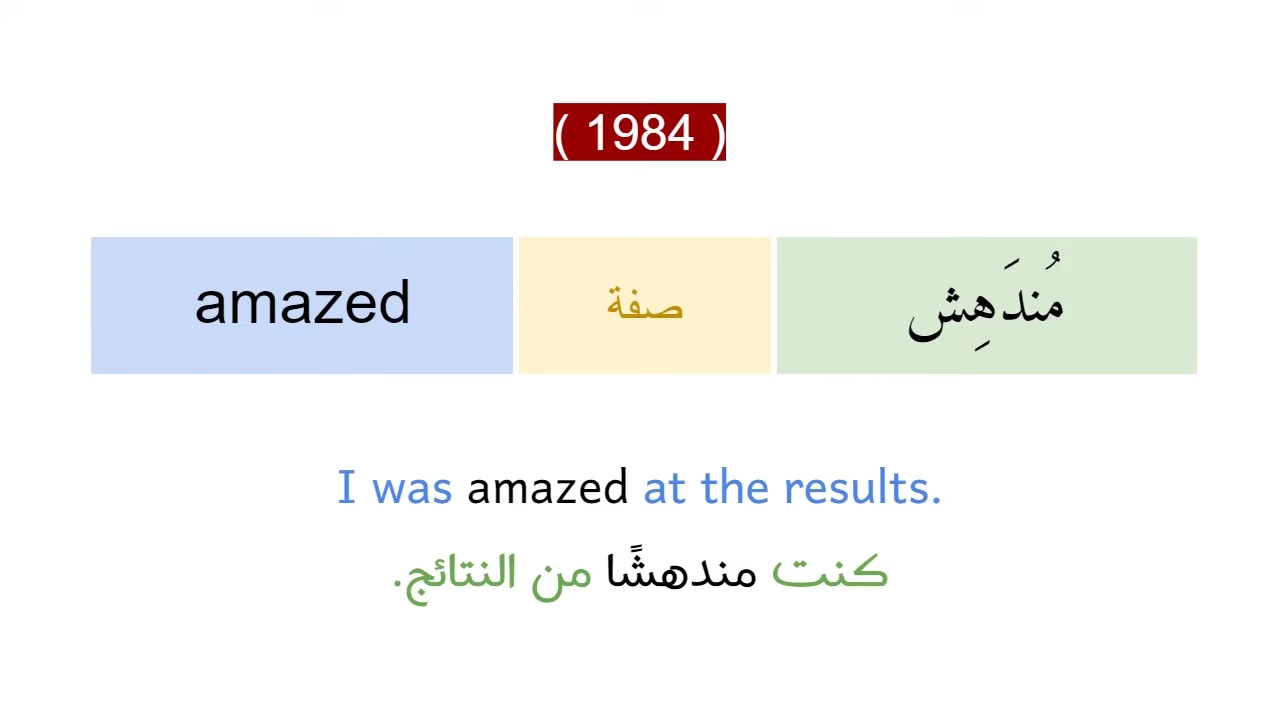 ( 1984 )
amazed صفة مُندَهِش
I was amazed at the results.
كنت مندهشًا من النتائج.